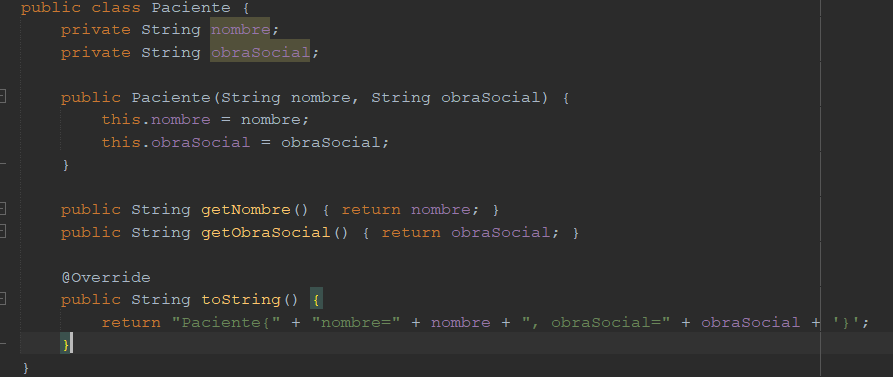 public class Paciente {
    private String nombre;
    private String obraSocial;

    public Paciente(String nombre, String obraSocial) {
        this.nombre = nombre;
        this.obraSocial = obraSocial;
    }

    public String getNombre() { return nombre; }
    public String getObraSocial() { return obraSocial; }

    @Override
    public String toString() {
        return "Paciente{" + "nombre=" + nombre + ", obraSocial=" + obraSocial + '}';
    }
}